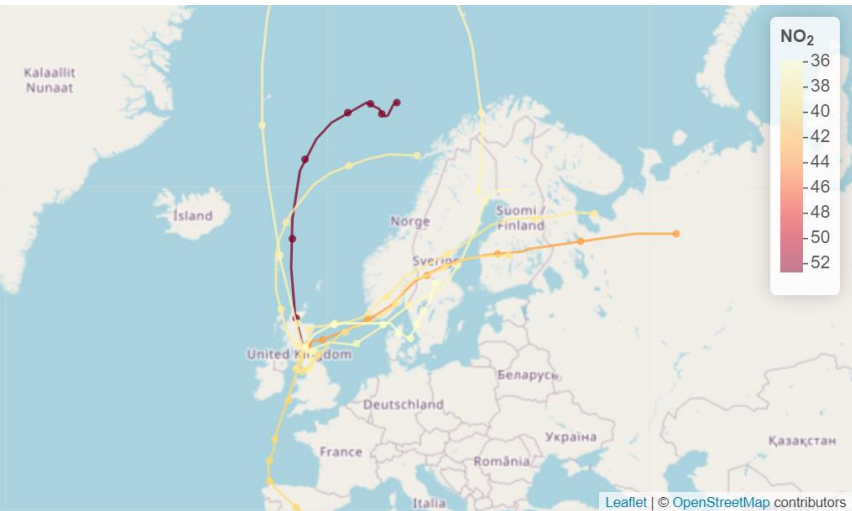 Kalaallit
Nunaat
Ísland
Norge
Sverige
Suomi /
Finland
United Kingdom
Deutschland
Беларусь
France
Україна
România
Italia
Қазақстан
NO2
36
38
40
42
44
46
48
50
52
Leaflet | © OpenStreetMap contributors